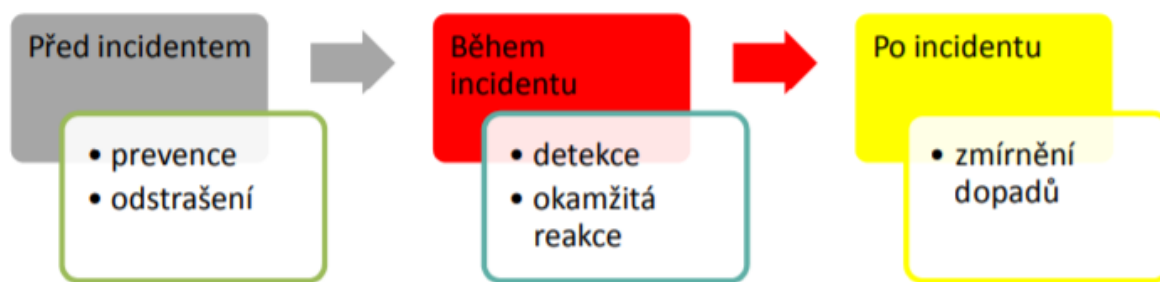 Před incidentem
• prevence
• odstrašení
Během
incidentu
• detekce
• okamžitá
reakce
Po incidentu
• zmírnění
dopadů